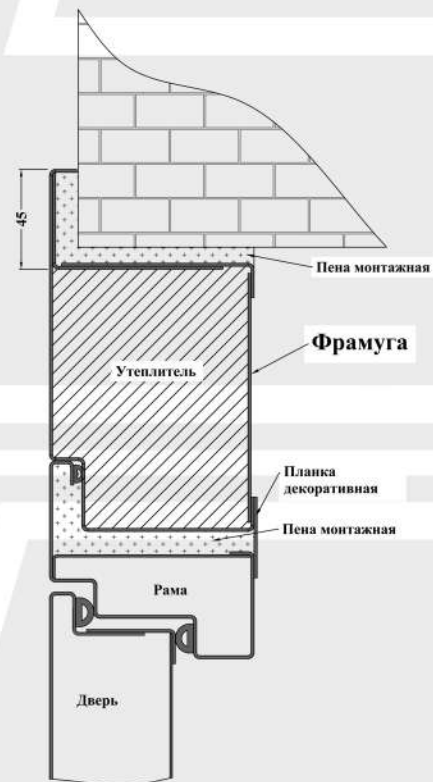 45
Пена монтажная
Фрамуга
Утеплитель
Планка
декоративная
Пена монтажная
Рама
Дверь